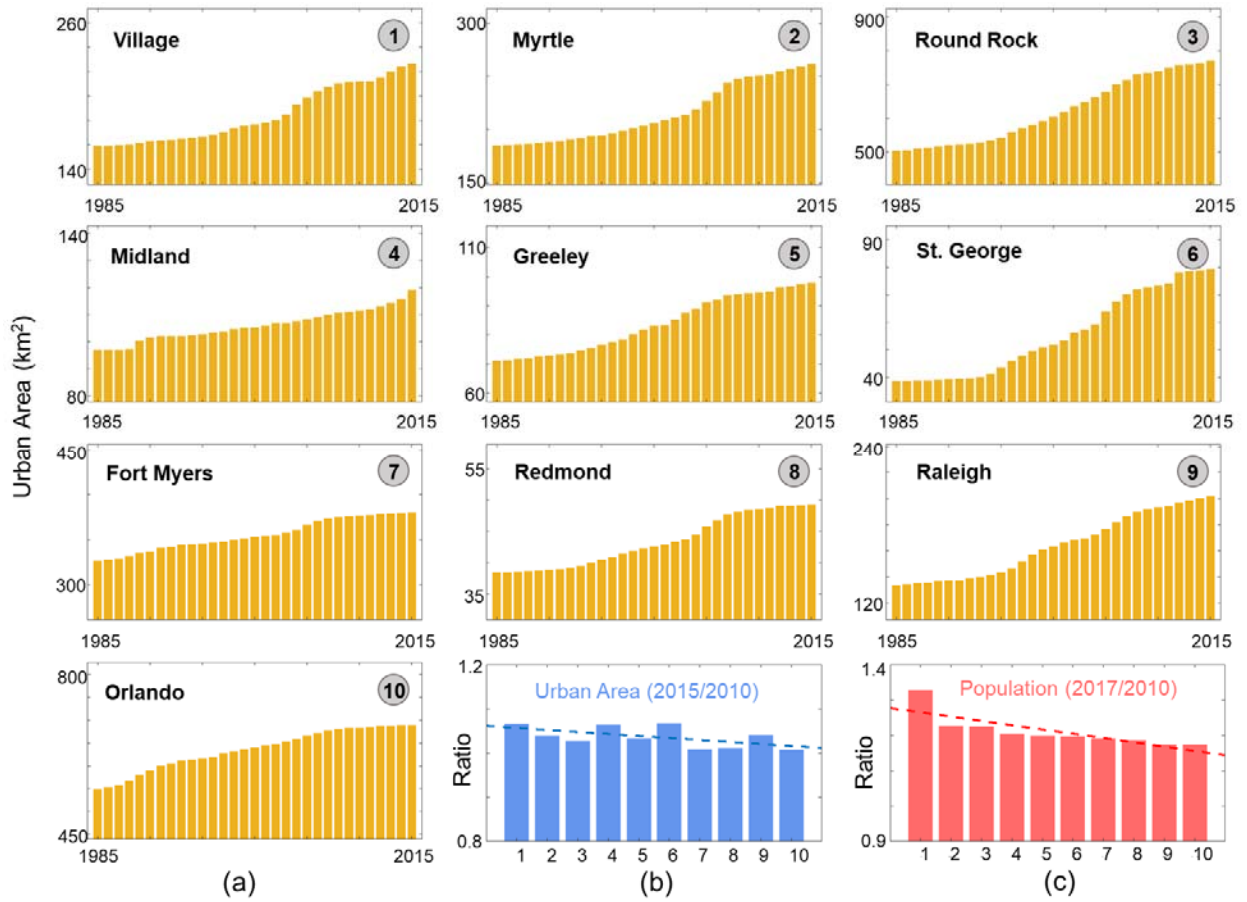 Urban Area (km²)
260
Village
1
140
1985
2015
300
Myrtle
2
150
1985
2015
900
Round Rock
3
500
1985
2015
140
Midland
4
80
1985
2015
110
Greeley
5
60
1985
2015
90
St. George
6
40
1985
2015
450
Fort Myers
7
300
1985
2015
55
Redmond
8
35
1985
2015
240
Raleigh
9
120
1985
2015
800
Orlando
10
450
1985
2015
1.2
Urban Area (2015/2010)
Ratio
0.8
1 2 3 4 5 6 7 8 9 10
1.4
Population (2017/2010)
Ratio
0.9
1 2 3 4 5 6 7 8 9 10
(a)
(b)
(c)